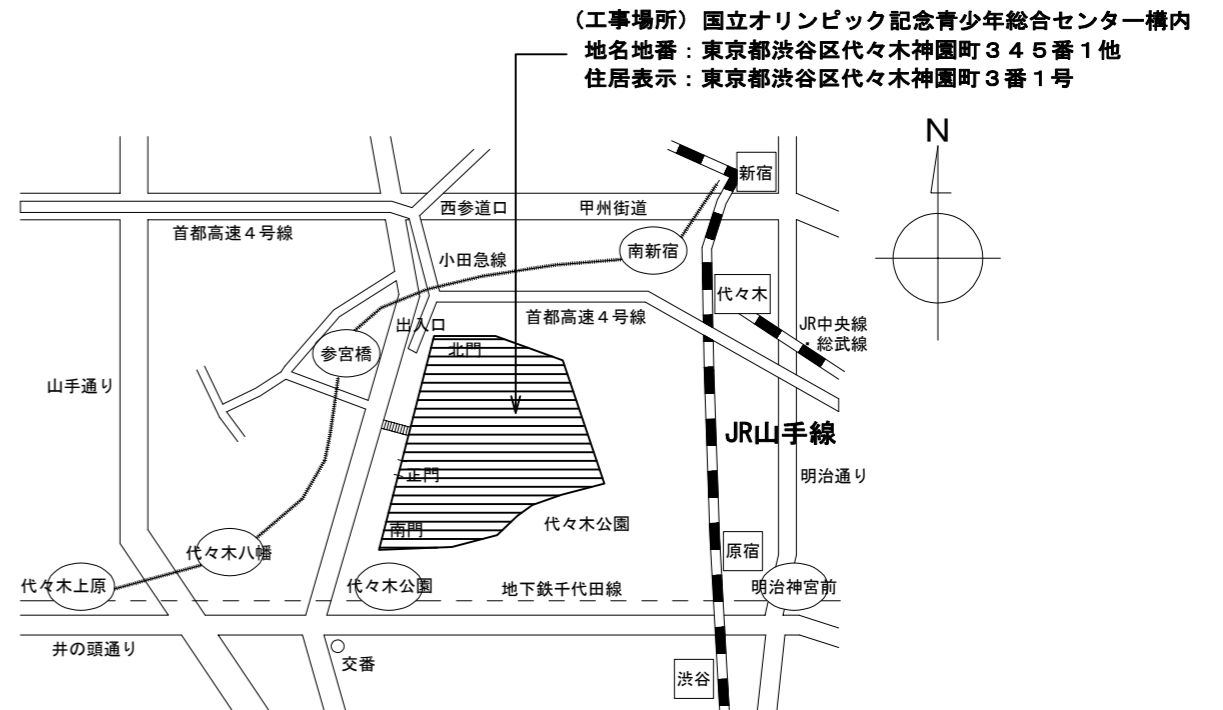 （工事場所）国立オリンピック記念青少年総合センター構内
地名地番：東京都渋谷区代々木神園町３４５番１他
住居表示：東京都渋谷区代々木神園町３番１号
N
新宿
西参道口
甲州街道
首都高速４号線
南新宿
小田急線
代々木
首都高速４号線
JR中央線
・総武線
出入口
北門
参宮橋
山手通り
JR山手線
正門
明治通り
代々木公園
南門
代々木八幡
原宿
代々木上原
代々木公園
地下鉄千代田線
明治神宮前
井の頭通り
交番
渋谷